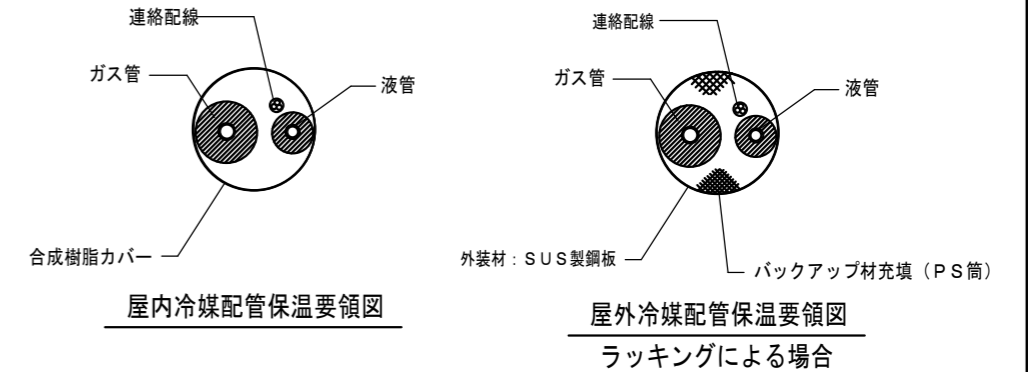 連絡配線
ガス管
液管
合成樹脂カバー
屋内冷媒配管保温要領図
連絡配線
ガス管
液管
外装材：ＳＵＳ製鋼板
バックアップ材充填（ＰＳ筒）
屋外冷媒配管保温要領図
ラッキングによる場合